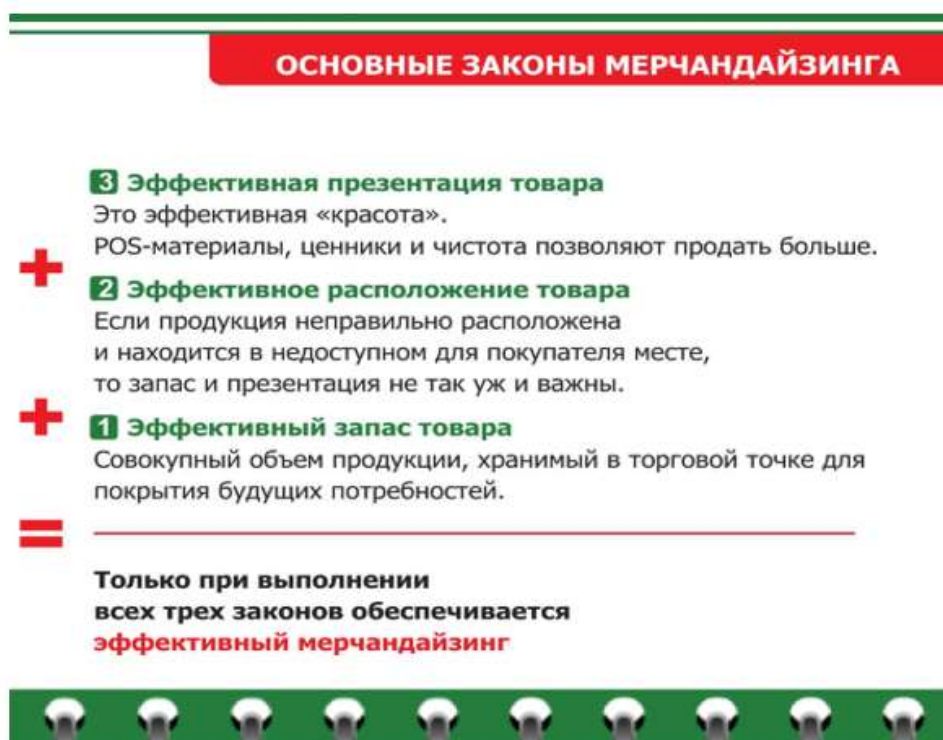 ОСНОВНЫЕ ЗАКОНЫ МЕРЧАНДАЙЗИНГА
3 Эффективная презентация товара
Это эффективная «красота».
POS-материалы, ценники и чистота позволяют продать больше.
+
2 Эффективное расположение товара
Если продукция неправильно расположена
и находится в недоступном для покупателя месте,
то запас и презентация не так уж и важны.
+
1 Эффективный запас товара
Совокупный объем продукции, хранимый в торговой точке для
покрытия будущих потребностей.
=
Только при выполнении
всех трех законов обеспечивается
эффективный мерчандайзинг